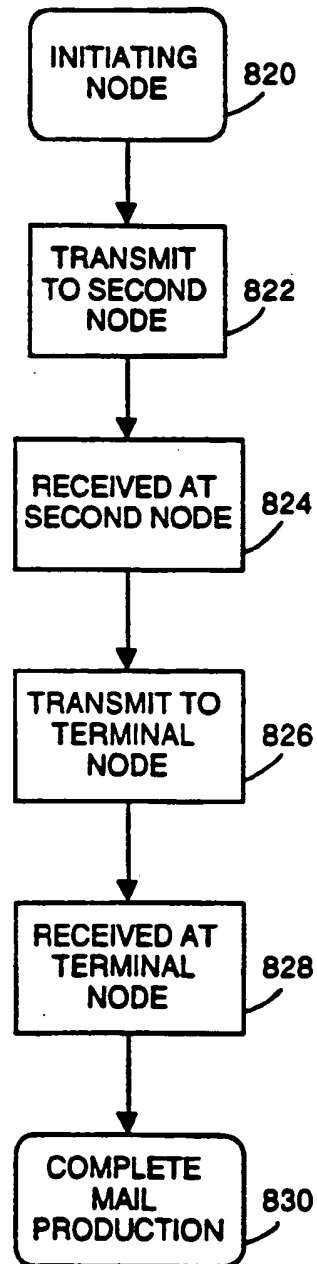 INITIATING
NODE
820
TRANSMIT
TO SECOND
NODE
822
RECEIVED AT
SECOND NODE
824
TRANSMIT TO
TERMINAL
NODE
826
RECEIVED AT
TERMINAL
NODE
828
COMPLETE
MAIL
PRODUCTION
830